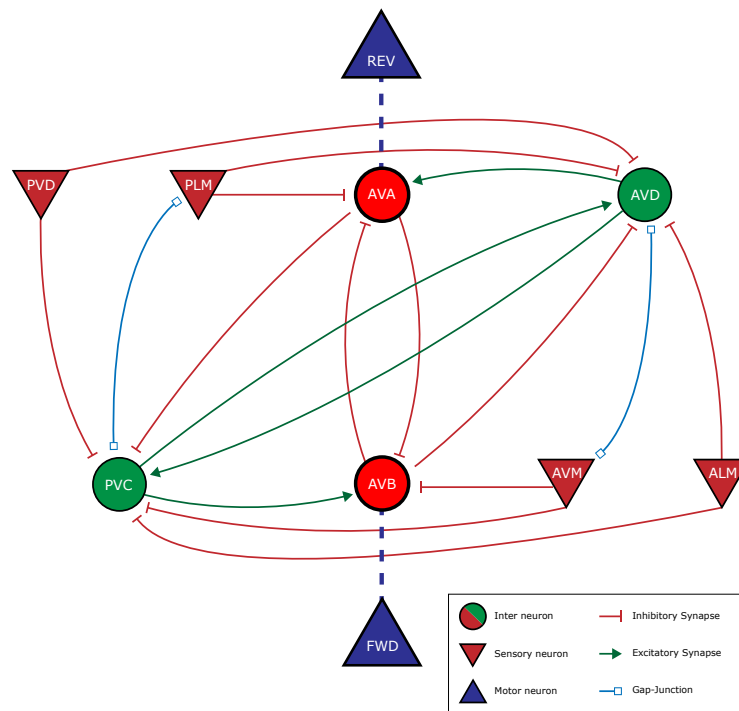 REV
PVD
PLM
AVA
AVD
PVC
AVB
AVM
ALM
FWD
Inter neuron
Inhibitory Synapse
Sensory neuron
Excitatory Synapse
Motor neuron
Gap-Junction